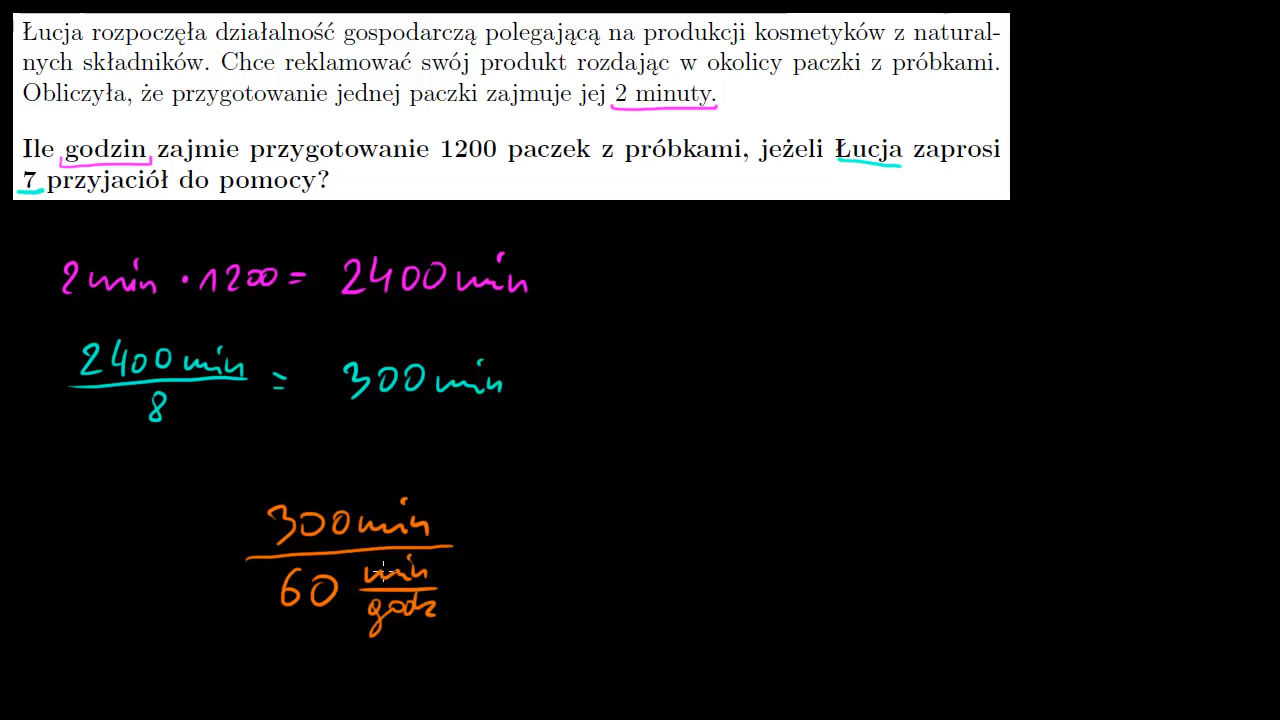 Łucja rozpoczęła działalność gospodarczą polegającą na produkcji kosmetyków z natural-
nych składników. Chce reklamować swój produkt rozdając w okolicy paczki z próbkami.
Obliczyła, że przygotowanie jednej paczki zajmuje jej 2 minuty.
Ile godzin zajmie przygotowanie 1200 paczek z próbkami, jeżeli Łucja zaprosi
7 przyjaciół do pomocy?
2 min · 1200 = 2400 min
2400 min
8
= 300 min
300 min
60 min
godz